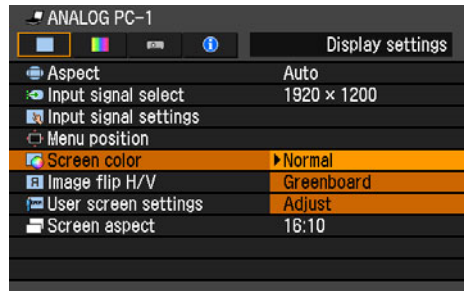 ANALOG PC-1
Display settings
Aspect Auto
Input signal select 1920 × 1200
Input signal settings
Menu position
Screen color Normal
Image flip H/V Greenboard
User screen settings Adjust
Screen aspect 16:10